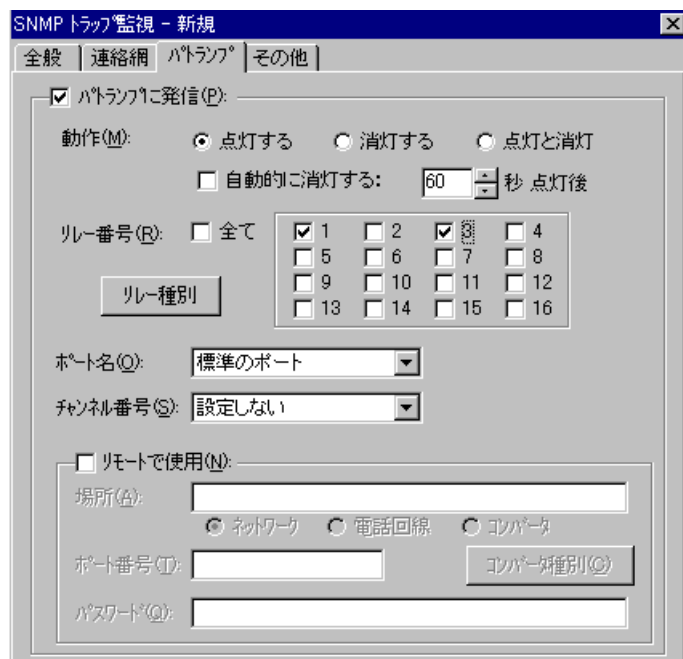 SNMP トラップ監視 - 新規
全般 連絡網 パトランプ その他
パトランプに発信(P):
動作(M): 点灯する 消灯する 点灯と消灯
自動的に消灯する: 60 秒 点灯後
リレー番号(R): 全て 1 2 3 4
5 6 7 8
リレー種別 9 10 11 12
13 14 15 16
ポート名(O): 標準のポート
チャンネル番号(S): 設定しない
リモートで使用(N):
場所(A):
ネットワーク 電話回線 コンバータ
ポート番号(T): コンバータ種別(C)
パスワード(Q):